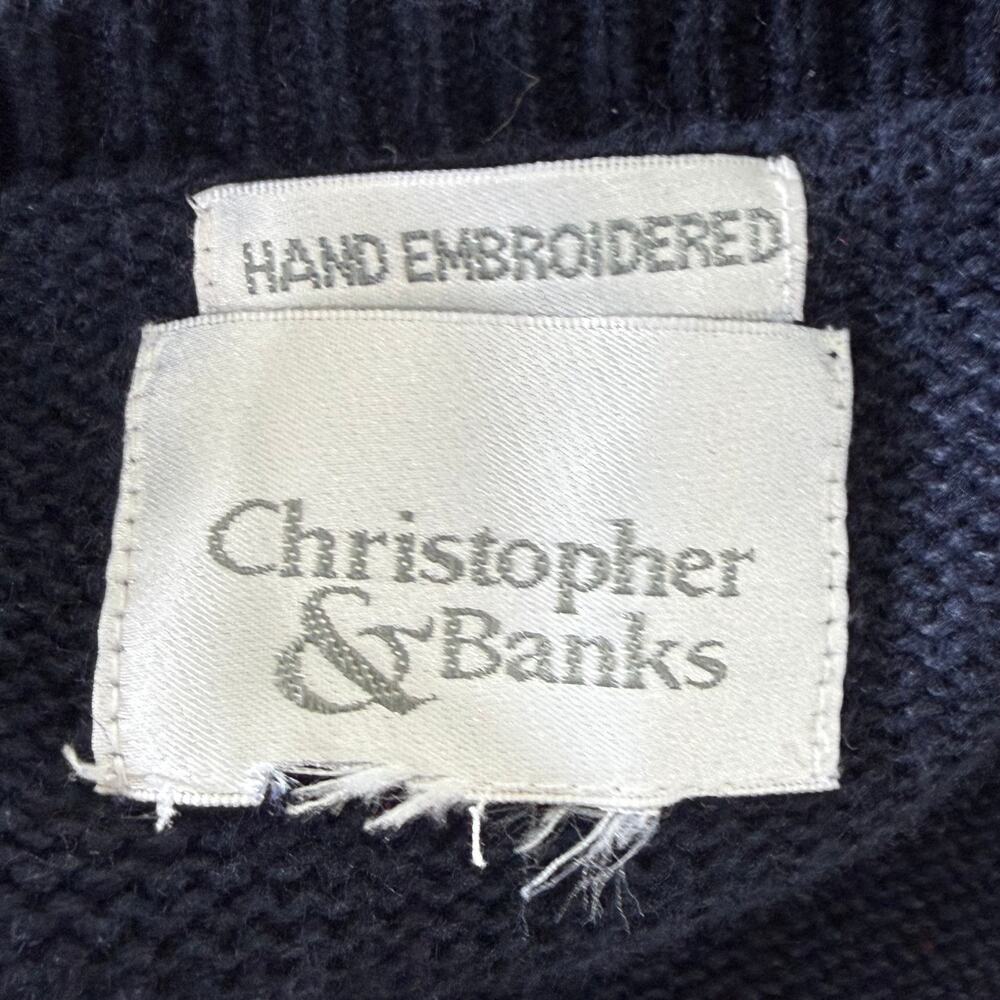 HAND EMBROIDERED
Christopher
& Banks